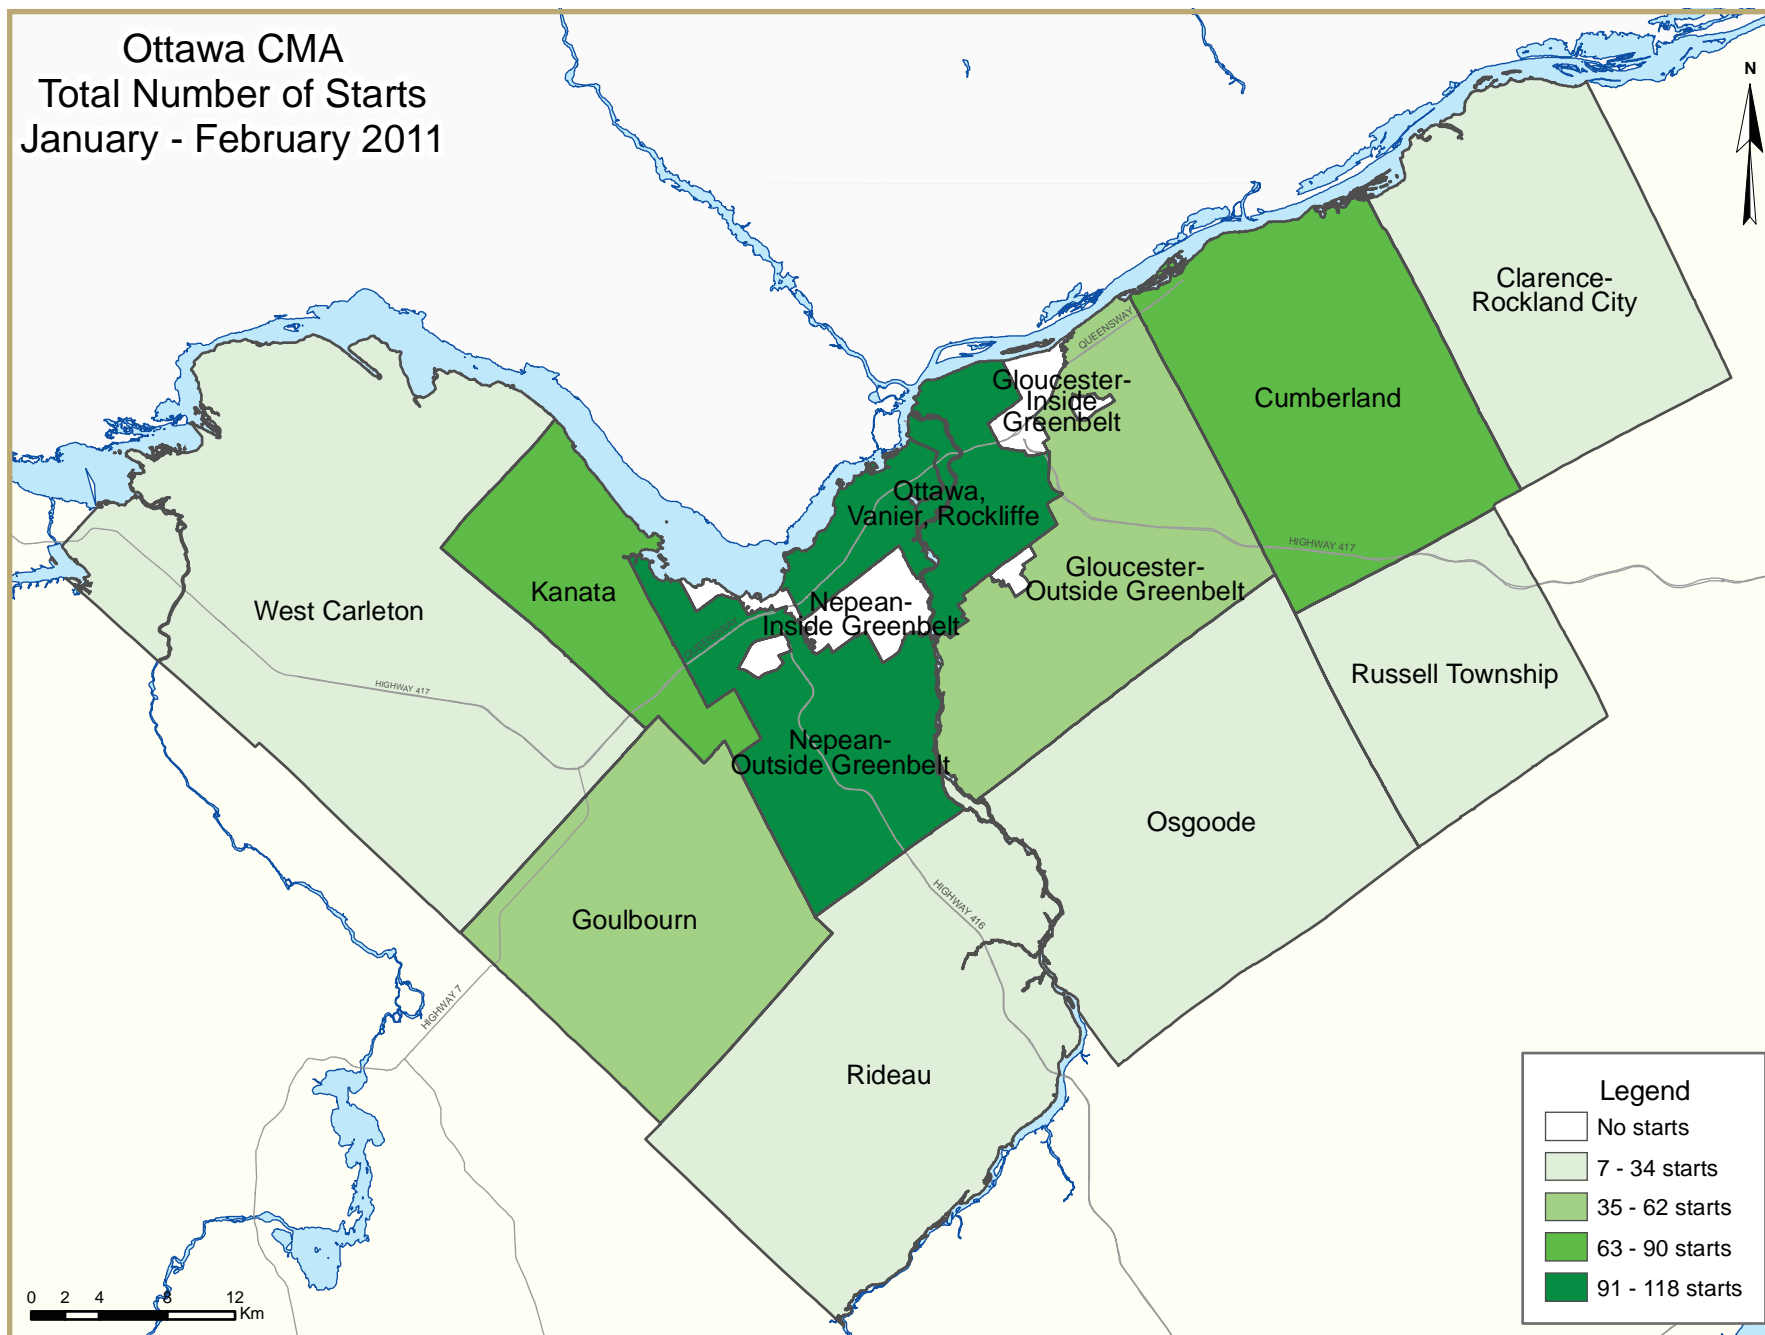 Ottawa CMA
Total Number of Starts
January - February 2011
N
Clarence-
Rockland City
QUEENSWAY
Gloucester-
Inside
Greenbelt
Cumberland
Ottawa,
Vanier, Rockliffe
HIGHWAY 417
Gloucester-
Outside Greenbelt
Kanata
West Carleton
Nepean-
Inside Greenbelt
QUEENSWAY
Russell Township
HIGHWAY 417
Nepean-
Outside Greenbelt
Osgoode
Goulbourn
HIGHWAY 416
HIGHWAY 7
Rideau
Legend
No starts
7 - 34 starts
35 - 62 starts
63 - 90 starts
91 - 118 starts
0 2 4 8 12
Km